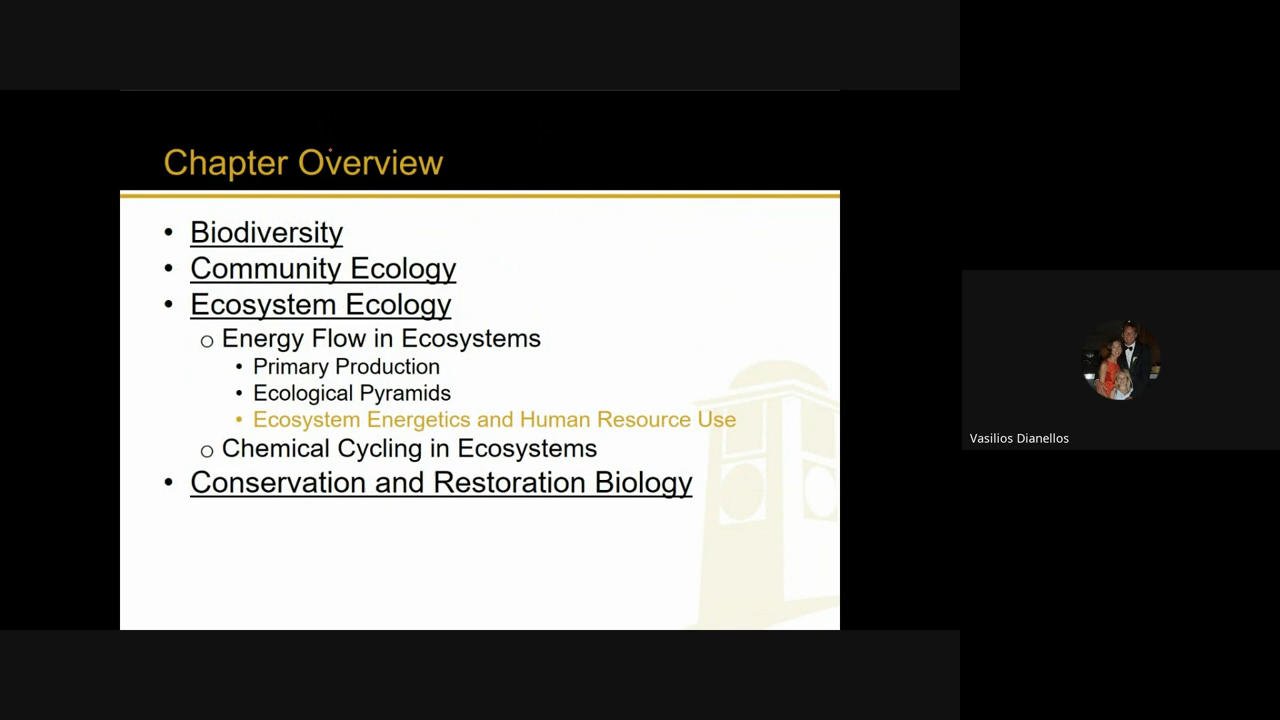 Chapter Overview
• Biodiversity
• Community Ecology
• Ecosystem Ecology
o Energy Flow in Ecosystems
• Primary Production
• Ecological Pyramids
• Ecosystem Energetics and Human Resource Use
o Chemical Cycling in Ecosystems
• Conservation and Restoration Biology
Vasilios Dianellos